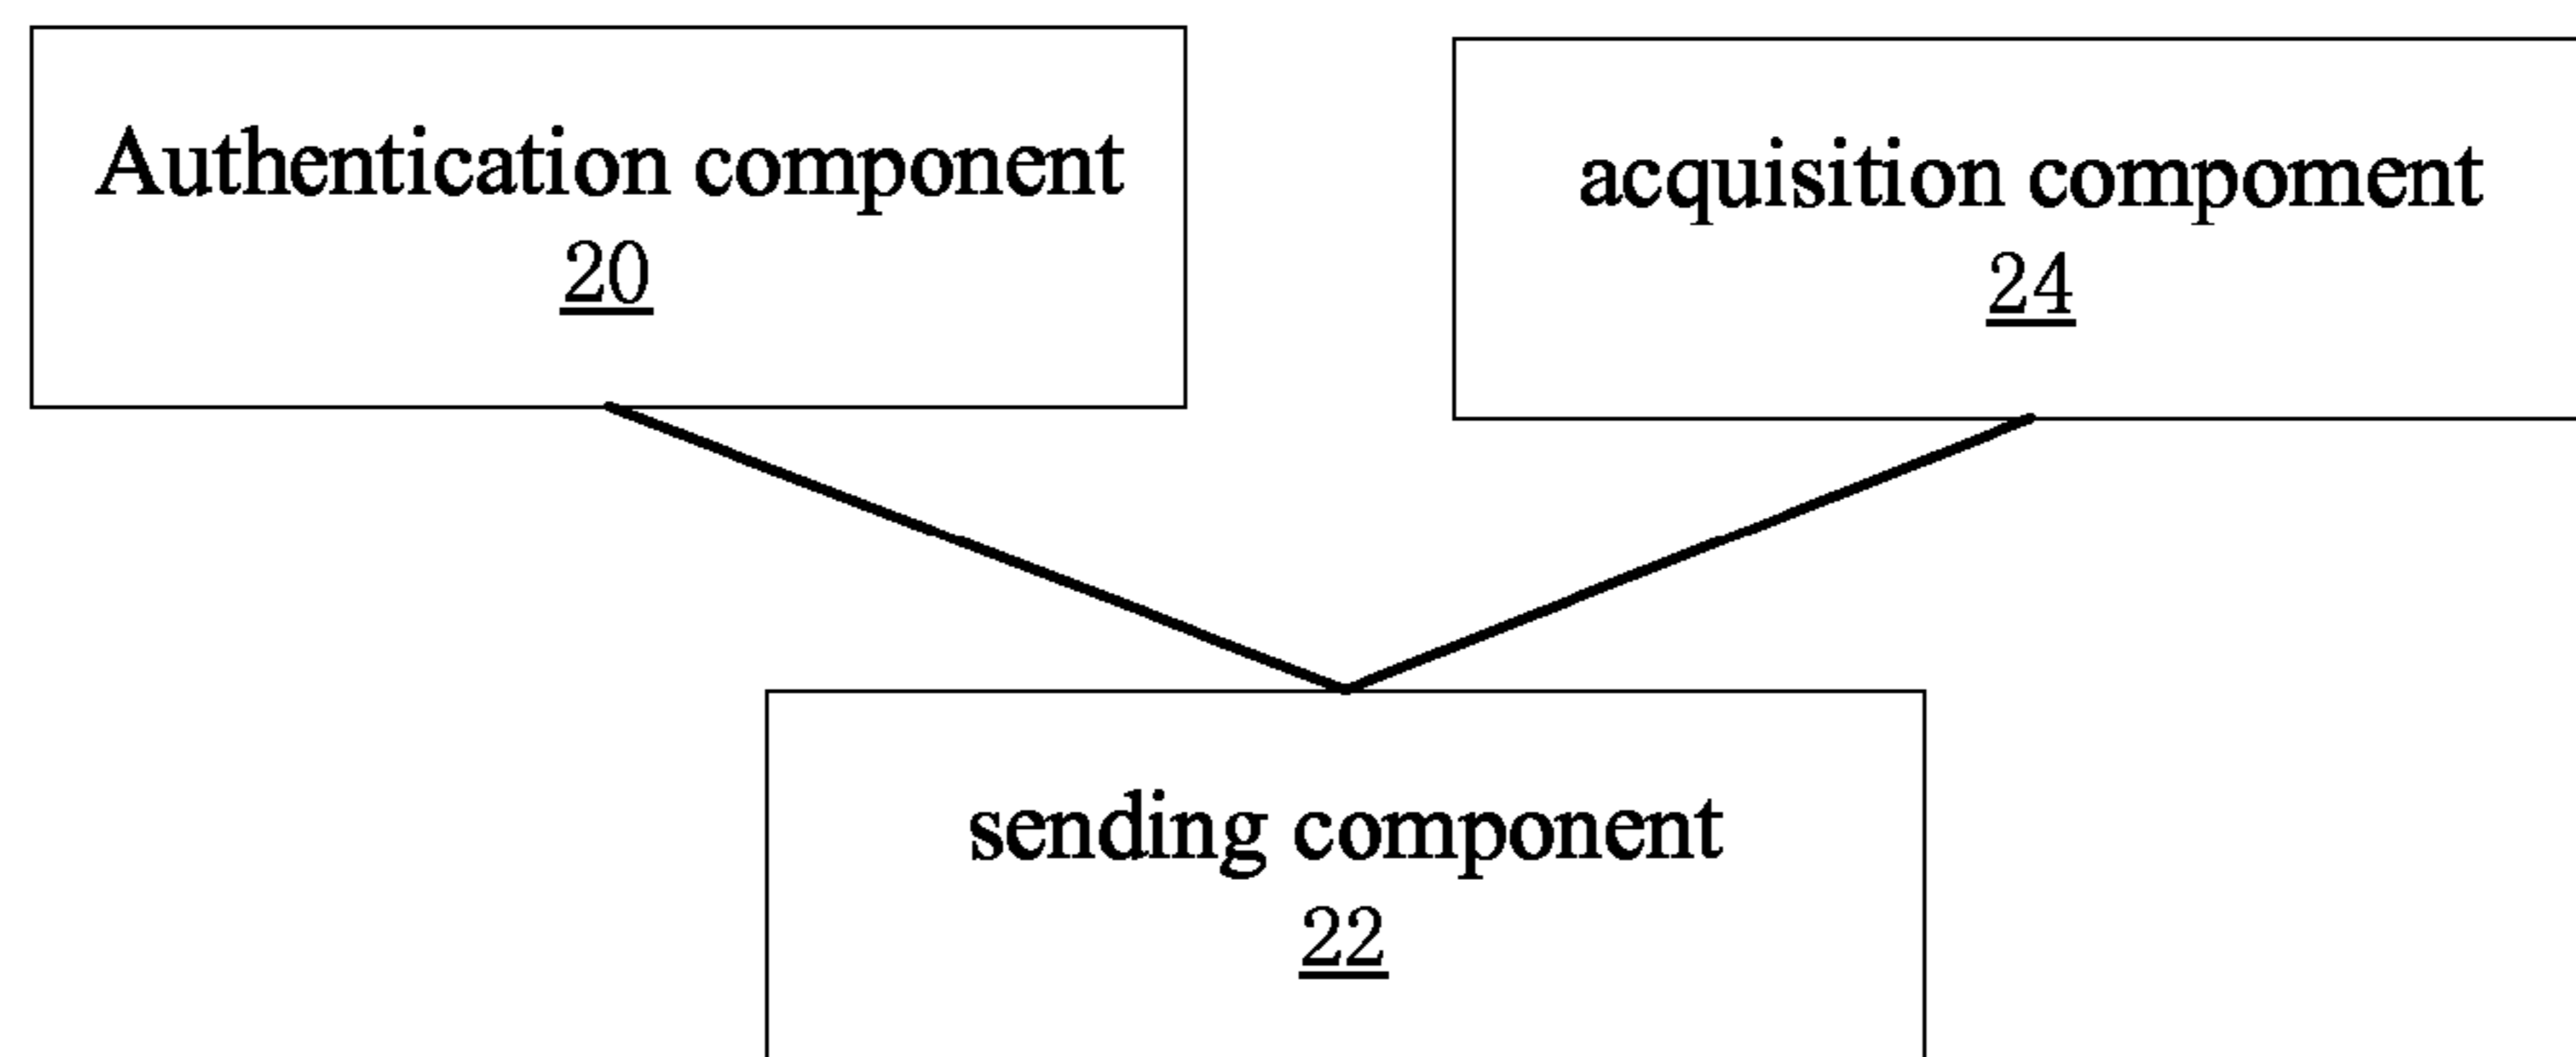 Authentication component
20
acquisition compoment
24
sending component
22